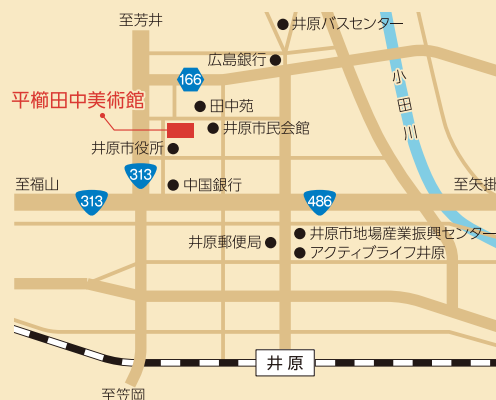 至芳井
井原バスセンター
広島銀行
166
小田川
平櫛田中美術館
田中苑
井原市民会館
井原市役所
313
至福山
中国銀行
至矢掛
313
486
井原郵便局
井原市地場産業振興センター
アクティブライフ井原
井原
至笠岡